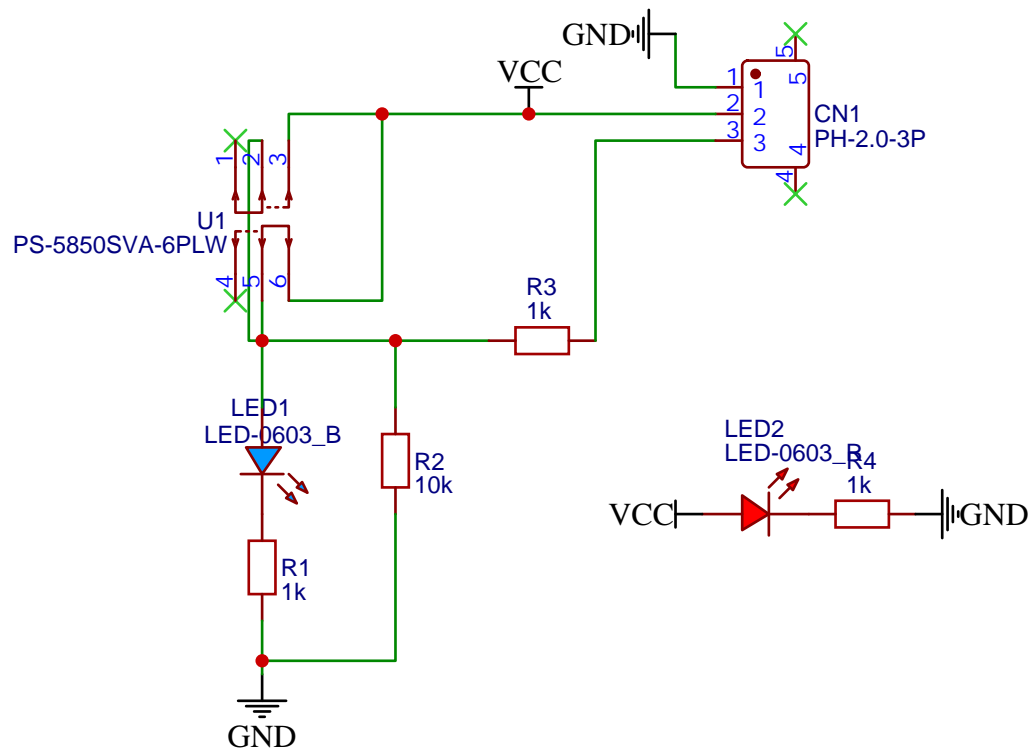 GND
VCC
5
5
1
1
2
2
3
3
CN1
PH-2.0-3P
4
4
1
2
3
U1
PS-5850SVA-6PLW
4
5
6
R3
1k
LED1
LED-0603_B
R2
10k
LED2
LED-0603_R
R4
1k
VCC
GND
R1
1k
GND